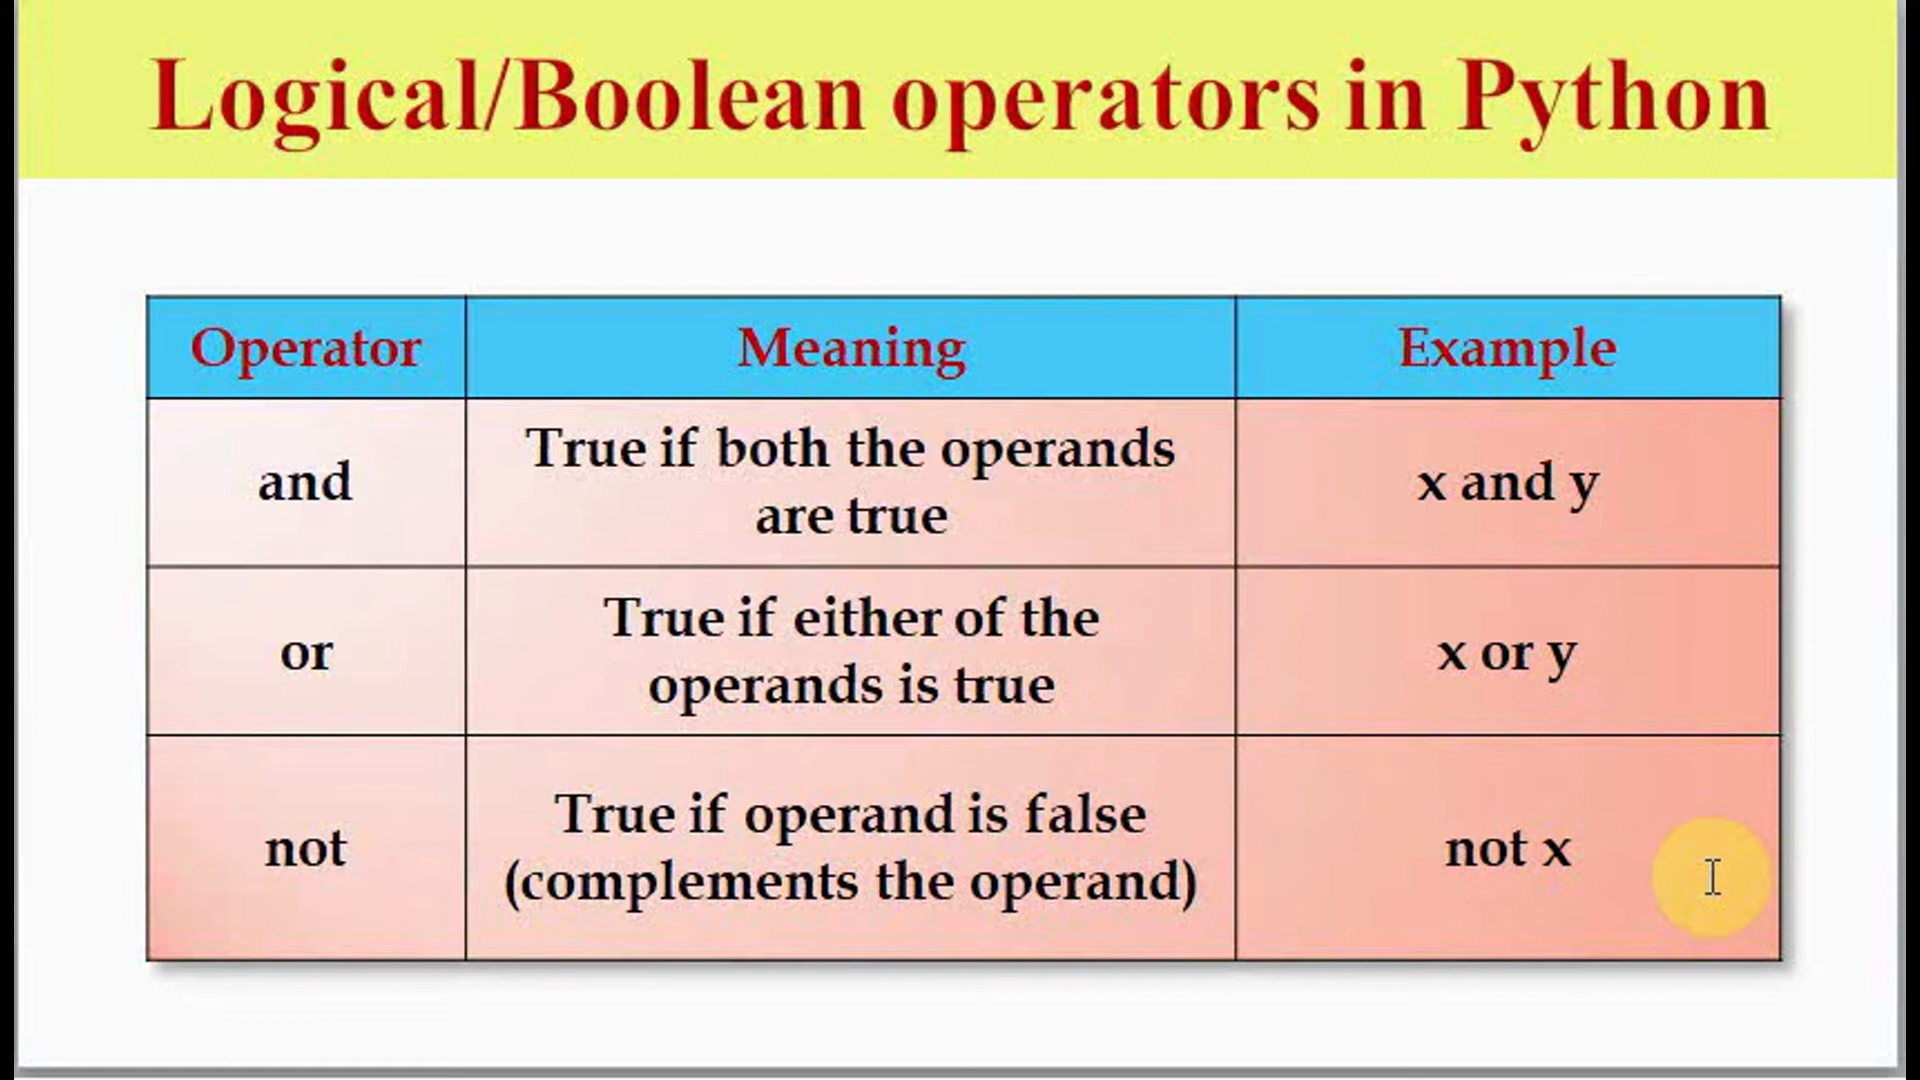 Logical/Boolean operators in Python
Operator Meaning Example
and True if both the operands are true x and y
or True if either of the operands is true x or y
not True if operand is false (complements the operand) not x